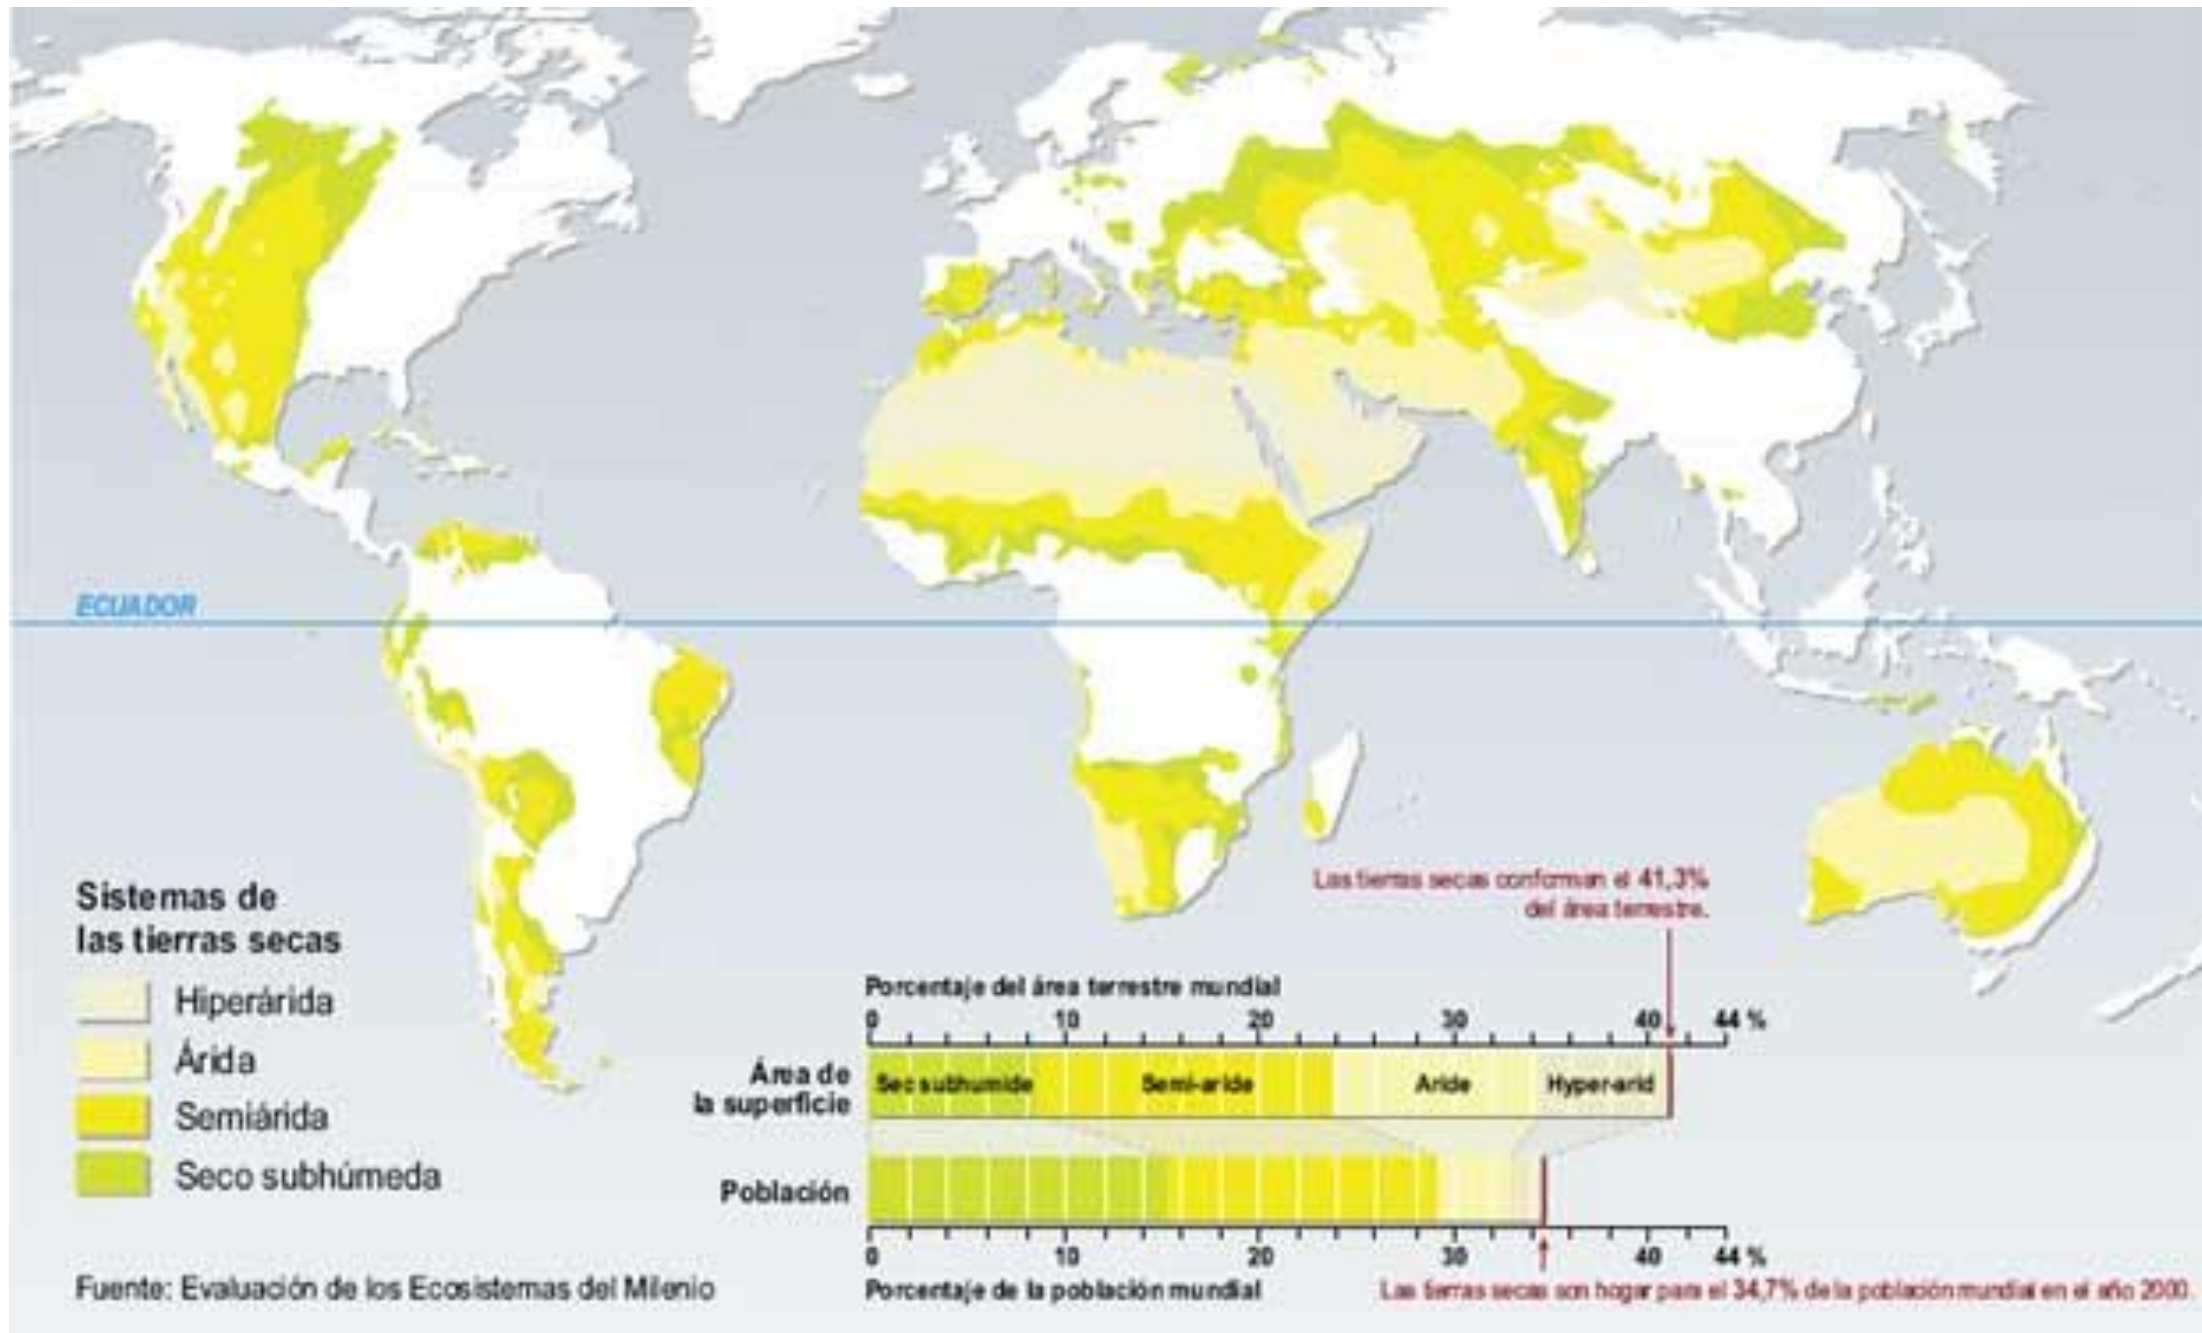 ECUADOR
Las tierras secas conforman el 41,3%
del área terrestre.
Sistemas de
las tierras secas
Hiperárida
Árida
Semiárida
Seco subhúmeda
Fuente: Evaluación de los Ecosistemas del Milenio
Porcentaje del área terrestre mundial
0 10 20 30 40 44 %
Área de
la superficie
Sec subhumide Semi-aride Aride Hyper-arid
Población
0 10 20 30 40 44 %
Porcentaje de la población mundial
Las tierras secas son hogar para el 34,7% de la población mundial en el año 2000.